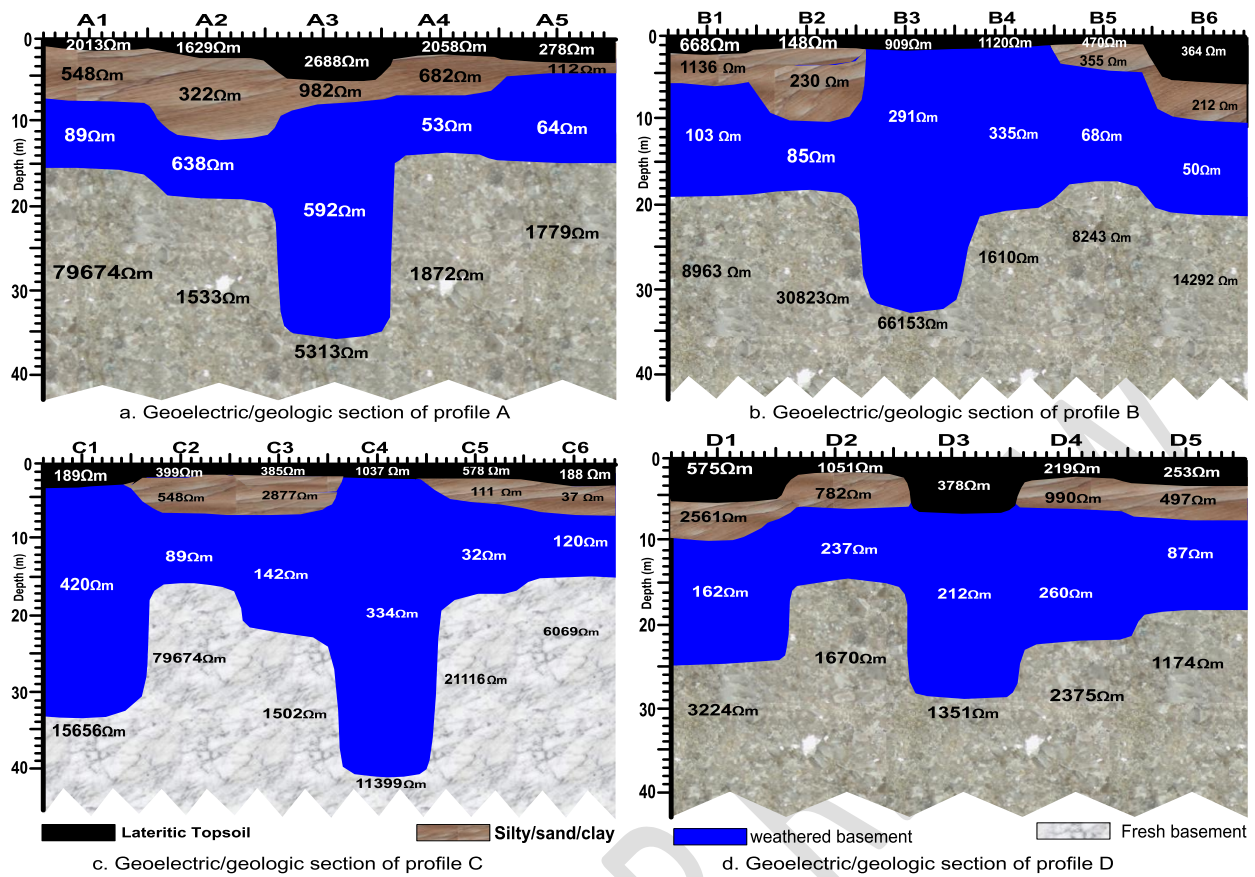 A1 A2 A3 A4 A5
0
10
20
30
40
Depth (m)
2013Ωm 1629Ωm 2688Ωm 2058Ωm 278Ωm
548Ωm 322Ωm 982Ωm 682Ωm 112Ωm
89Ωm 638Ωm 592Ωm 53Ωm 64Ωm
79674Ωm 1533Ωm 5313Ωm 1872Ωm 1779Ωm
a. Geoelectric/geologic section of profile A
B1 B2 B3 B4 B5 B6
0
10
20
30
40
Depth (m)
668Ωm 148Ωm 909Ωm 1120Ωm 470Ωm 364 Ωm
1136 Ωm 230 Ωm 355 Ωm 212 Ωm
103 Ωm 85Ωm 291Ωm 335Ωm 68Ωm 50Ωm
8963 Ωm 30823Ωm 66153Ωm 1610Ωm 8243 Ωm 14292 Ωm
b. Geoelectric/geologic section of profile B
C1 C2 C3 C4 C5 C6
0
10
20
30
40
Depth (m)
189Ωm 399Ωm 385Ωm 1037 Ωm 578 Ωm 188 Ωm
548Ωm 2877Ωm 111 Ωm 37 Ωm
420Ωm 89Ωm 142Ωm 334Ωm 32Ωm 120Ωm
15656Ωm 79674Ωm 1502Ωm 11399Ωm 21116Ωm 6069Ωm
Lateritic Topsoil
Silty/sand/clay
c. Geoelectric/geologic section of profile C
D1 D2 D3 D4 D5
0
10
20
30
40
Depth (m)
575Ωm 1051Ωm 378Ωm 219Ωm 253Ωm
2561Ωm 782Ωm 990Ωm 497Ωm
162Ωm 237Ωm 212Ωm 260Ωm 87Ωm
3224Ωm 1670Ωm 1351Ωm 2375Ωm 1174Ωm
weathered basement
Fresh basement
d. Geoelectric/geologic section of profile D